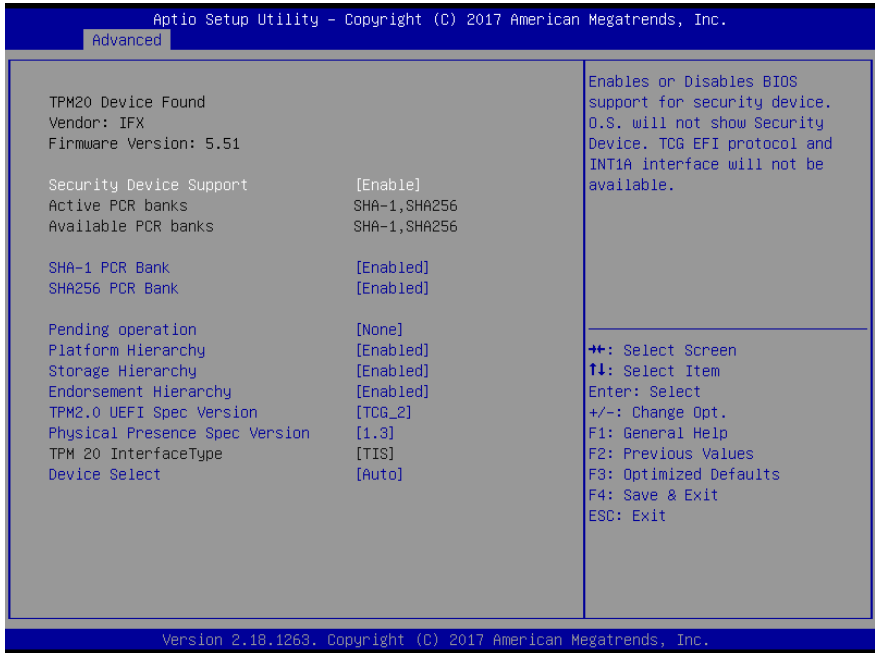 Aptio Setup Utility – Copyright (C) 2017 American Megatrends, Inc.
Advanced
TPM20 Device Found
Vendor: IFX
Firmware Version: 5.51
Security Device Support [Enable]
Active PCR banks SHA-1,SHA256
Available PCR banks SHA-1,SHA256
SHA-1 PCR Bank [Enabled]
SHA256 PCR Bank [Enabled]
Pending operation [None]
Platform Hierarchy [Enabled]
Storage Hierarchy [Enabled]
Endorsement Hierarchy [Enabled]
TPM2.0 UEFI Spec Version [TCG_2]
Physical Presence Spec Version [1.3]
TPM 20 InterfaceType [TIS]
Device Select [Auto]
Enables or Disables BIOS
support for security device.
O.S. will not show Security
Device. TCG EFI protocol and
INT1A interface will not be
available.
→←: Select Screen
↑↓: Select Item
Enter: Select
+/-: Change Opt.
F1: General Help
F2: Previous Values
F3: Optimized Defaults
F4: Save & Exit
ESC: Exit
Version 2.18.1263. Copyright (C) 2017 American Megatrends, Inc.